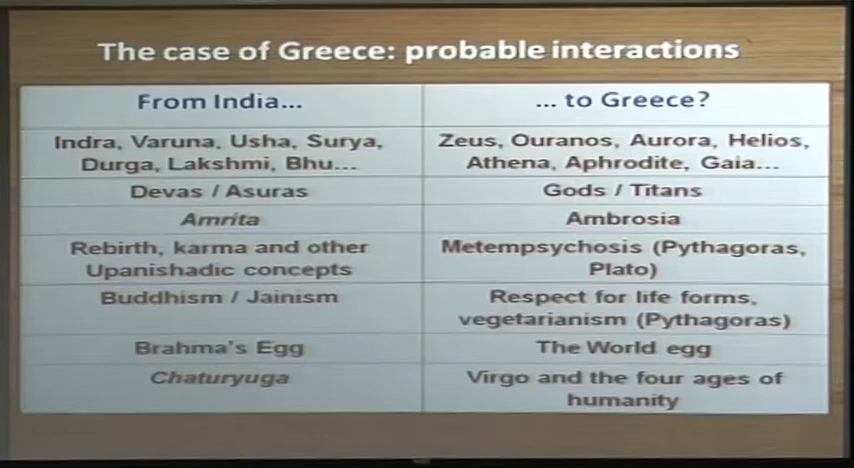 The case of Greece: probable interactions
From India... ... to Greece?
Indra, Varuna, Usha, Surya, Zeus, Ouranos, Aurora, Helios,
Durga, Lakshmi, Bhu... Athena, Aphrodite, Gaia...
Devas / Asuras Gods / Titans
Amrita Ambrosia
Rebirth, karma and other Metempsychosis (Pythagoras,
Upanishadic concepts Plato)
Buddhism / Jainism Respect for life forms,
vegetarianism (Pythagoras)
Brahma's Egg The World egg
Chaturyuga Virgo and the four ages of
humanity